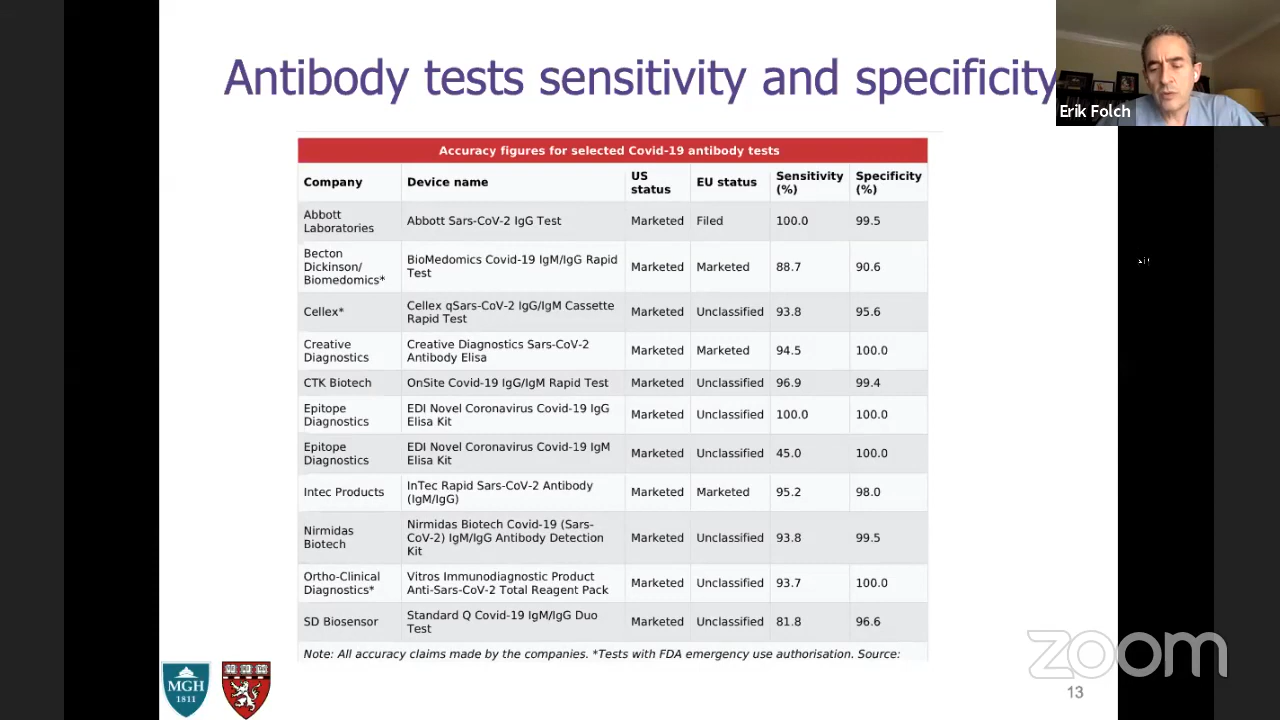 Antibody tests sensitivity and specificity
Erik Folch
Accuracy figures for selected Covid-19 antibody tests
Company Device name US status EU status Sensitivity (%) Specificity (%)
Abbott Laboratories Abbott Sars-CoV-2 IgG Test Marketed Filed 100.0 99.5
Becton Dickinson/ Biomedomics* BioMedomics Covid-19 IgM/IgG Rapid Test Marketed Marketed 88.7 90.6
Cellex* Cellex qSars-CoV-2 IgG/IgM Cassette Rapid Test Marketed Unclassified 93.8 95.6
Creative Diagnostics Creative Diagnostics Sars-CoV-2 Antibody Elisa Marketed Marketed 94.5 100.0
CTK Biotech OnSite Covid-19 IgG/IgM Rapid Test Marketed Unclassified 96.9 99.4
Epitope Diagnostics EDI Novel Coronavirus Covid-19 IgG Elisa Kit Marketed Unclassified 100.0 100.0
Epitope Diagnostics EDI Novel Coronavirus Covid-19 IgM Elisa Kit Marketed Unclassified 45.0 100.0
Intec Products InTec Rapid Sars-CoV-2 Antibody (IgM/IgG) Marketed Marketed 95.2 98.0
Nirmidas Biotech Nirmidas Biotech Covid-19 (Sars-CoV-2) IgM/IgG Antibody Detection Kit Marketed Unclassified 93.8 99.5
Ortho-Clinical Diagnostics* Vitros Immunodiagnostic Product Anti-Sars-CoV-2 Total Reagent Pack Marketed Unclassified 93.7 100.0
SD Biosensor Standard Q Covid-19 IgM/IgG Duo Test Marketed Unclassified 81.8 96.6
Note: All accuracy claims made by the companies. *Tests with FDA emergency use authorisation. Source:
MGH
1811
zoom
13